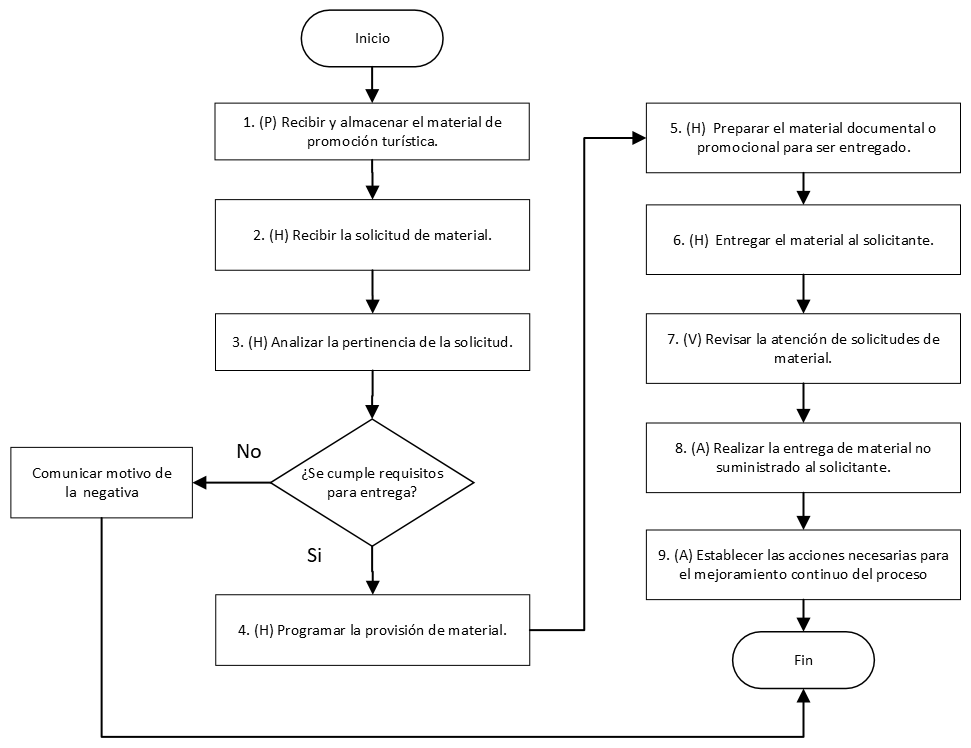 Inicio
1. (P) Recibir y almacenar el material de
promoción turística.
2. (H) Recibir la solicitud de material.
3. (H) Analizar la pertinencia de la solicitud.
¿Se cumple requisitos
para entrega?
No
Comunicar motivo de
la negativa
Si
4. (H) Programar la provisión de material.
5. (H) Preparar el material documental o
promocional para ser entregado.
6. (H) Entregar el material al solicitante.
7. (V) Revisar la atención de solicitudes de
material.
8. (A) Realizar la entrega de material no
suministrado al solicitante.
9. (A) Establecer las acciones necesarias para
el mejoramiento continuo del proceso
Fin